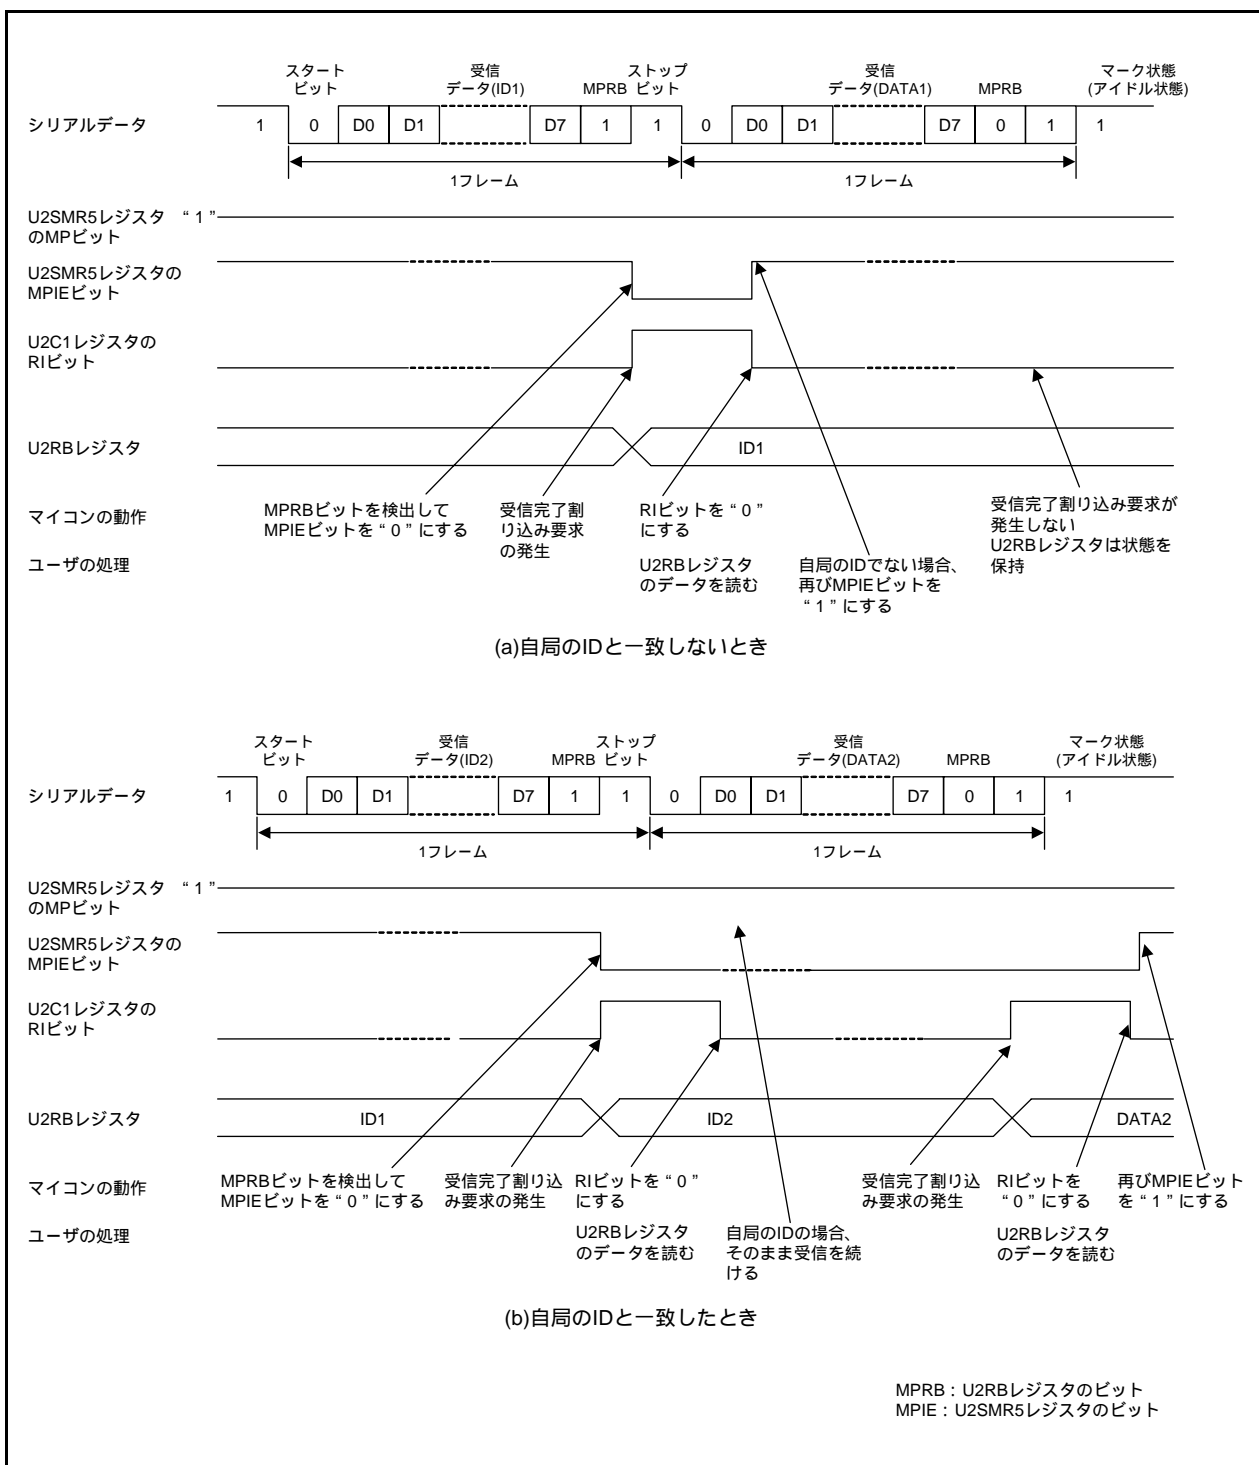 スタート
ビット
受信
データ(ID1)
MPRB
ストップ
ビット
受信
データ(DATA1)
MPRB
マーク状態
(アイドル状態)
シリアルデータ
1 0 D0 D1 D7 1 1 0 D0 D1 D7 0 1 1
1フレーム 1フレーム
U2SMR5レジスタ “1”
のMPビット
U2SMR5レジスタの
MPIEビット
U2C1レジスタの
RIビット
U2RBレジスタ
ID1
マイコンの動作
MPRBビットを検出して
MPIEビットを“0”にする
受信完了割
り込み要求
の発生
RIビットを“0”
にする
受信完了割り込み要求が
発生しない
U2RBレジスタは状態を
保持
ユーザの処理
U2RBレジスタ
のデータを読む
自局のIDでない場合、
再びMPIEビットを
“1”にする
(a)自局のIDと一致しないとき
スタート
ビット
受信
データ(ID2)
MPRB
ストップ
ビット
受信
データ(DATA2)
MPRB
マーク状態
(アイドル状態)
シリアルデータ
1 0 D0 D1 D7 1 1 0 D0 D1 D7 0 1 1
1フレーム 1フレーム
U2SMR5レジスタ “1”
のMPビット
U2SMR5レジスタの
MPIEビット
U2C1レジスタの
RIビット
U2RBレジスタ
ID1 ID2 DATA2
マイコンの動作
MPRBビットを検出して
MPIEビットを“0”にする
受信完了割り込
み要求の発生
RIビットを“0”
にする
受信完了割り込
み要求の発生
RIビットを
“0”にする
再びMPIEビット
を“1”にする
ユーザの処理
U2RBレジスタ
のデータを読む
自局のIDの場合、
そのまま受信を続
ける
U2RBレジスタ
のデータを読む
(b)自局のIDと一致したとき
MPRB:U2RBレジスタのビット
MPIE:U2SMR5レジスタのビット